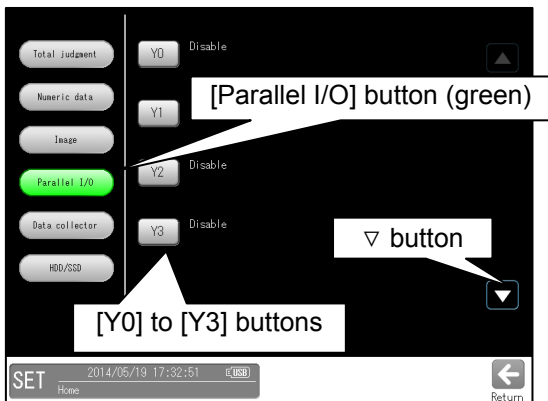 Total judgment
Numeric data
Image
Parallel I/O
Data collector
HDD/SSD
Y0 Disable
Y1
Y2 Disable
Y3 Disable
[Parallel I/O] button (green)
▽ button
[Y0] to [Y3] buttons
SET 2014/05/19 17:32:51 USB
Home
Return